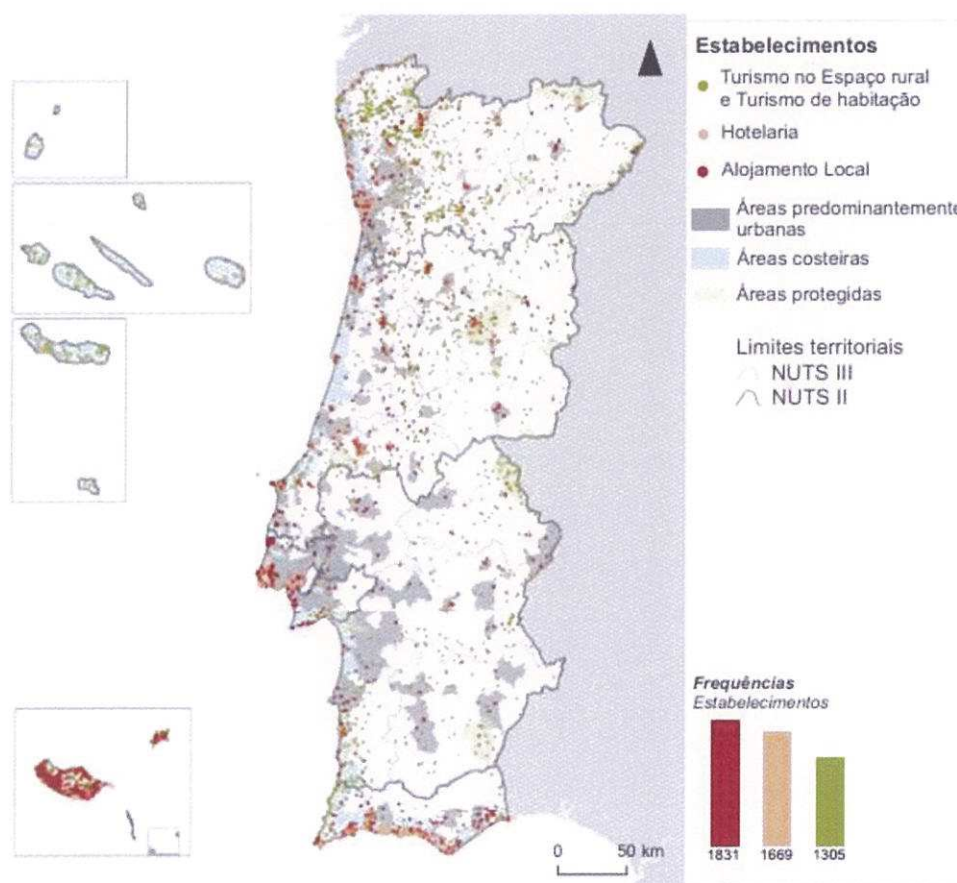 Estabelecimentos
Turismo no Espaço rural
e Turismo de habitação
Hotelaria
Alojamento Local
Áreas predominantemente
urbanas
Áreas costeiras
Áreas protegidas
Limites territoriais
NUTS III
NUTS II
Frequências
Estabelecimentos
1831 1669 1305
0 50 km